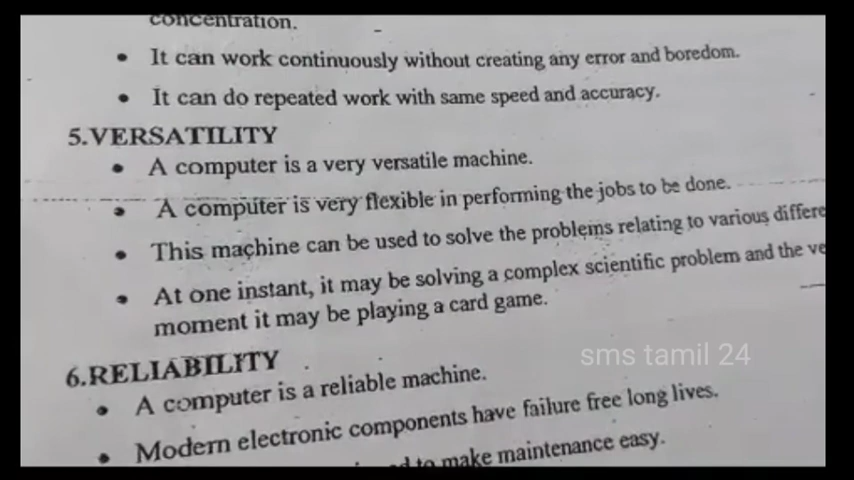 concentration.
• It can work continuously without creating any error and boredom.
• It can do repeated work with same speed and accuracy.
5.VERSATILITY
• A computer is a very versatile machine.
• A computer is very flexible in performing the jobs to be done.
• This machine can be used to solve the problems relating to various differe
• At one instant, it may be solving a complex scientific problem and the ve
moment it may be playing a card game.
sms tamil 24
6.RELIABILITY
• A computer is a reliable machine.
• Modern electronic components have failure free long lives.
to make maintenance easy.